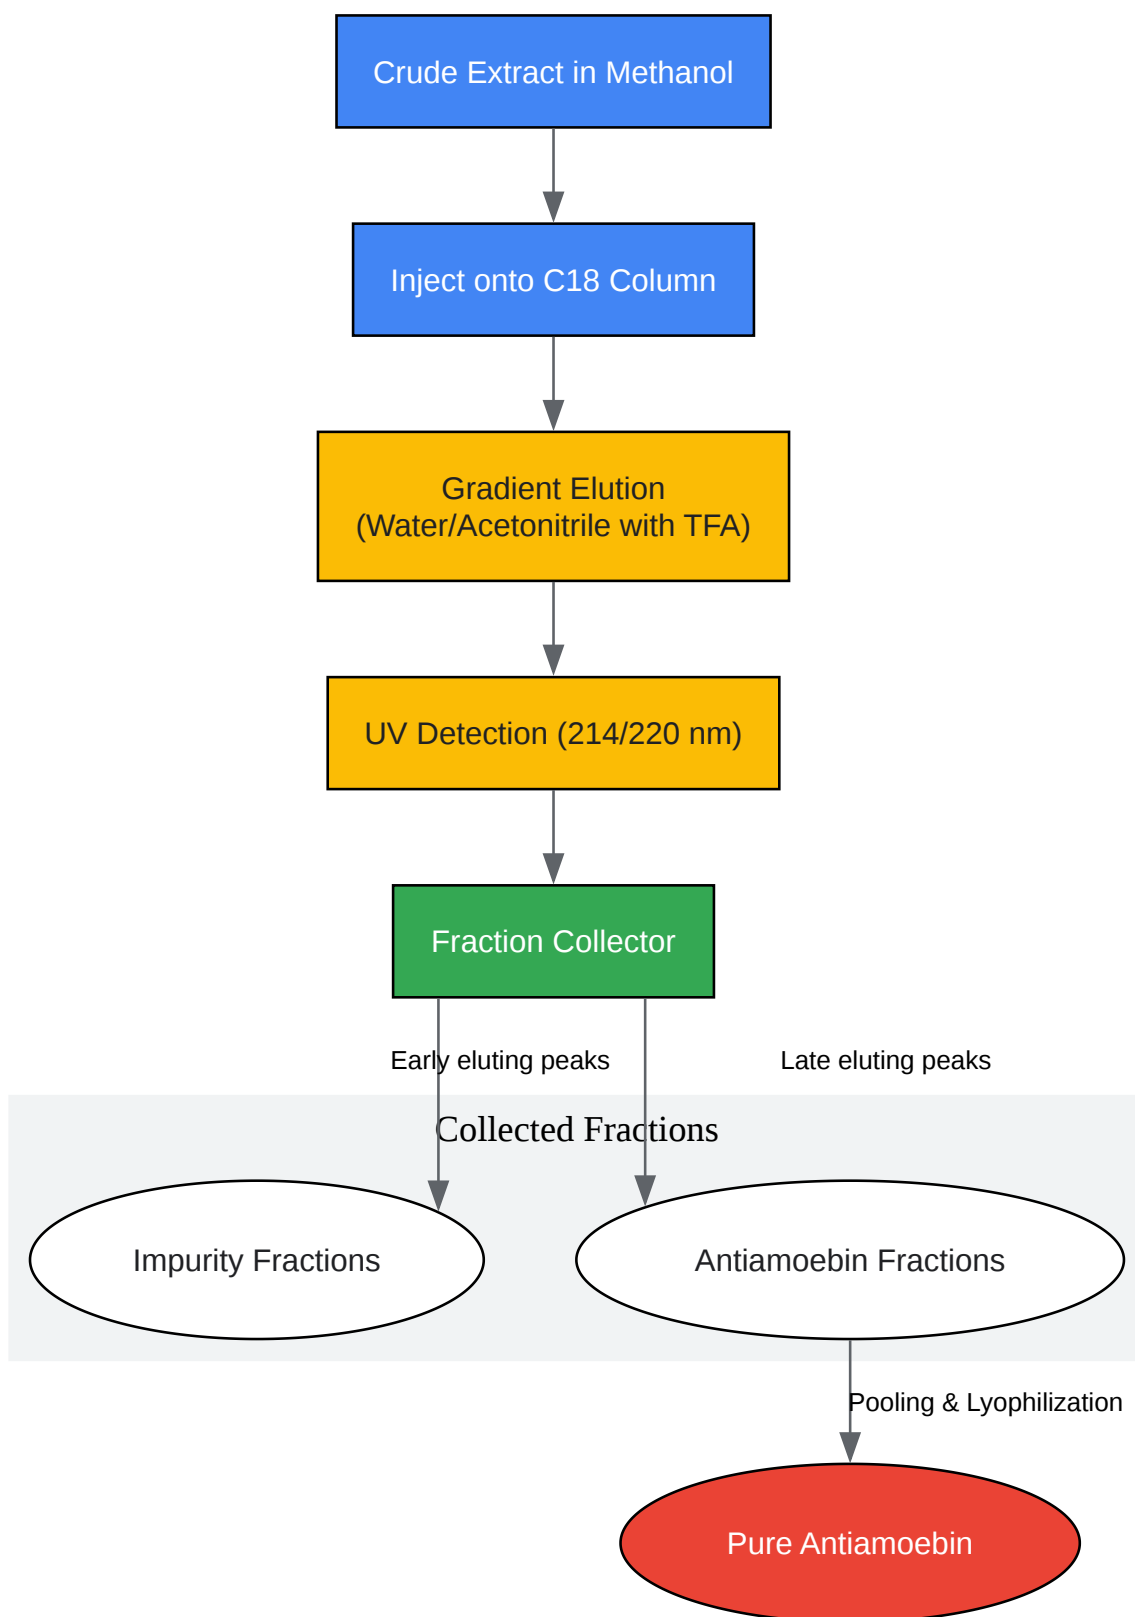 Crude Extract in Methanol
Inject onto C18 Column
Gradient Elution
(Water/Acetonitrile with TFA)
UV Detection (214/220 nm)
Fraction Collector
Early eluting peaks
Late eluting peaks
Collected Fractions
Impurity Fractions
Antiamoebin Fractions
Pooling & Lyophilization
Pure Antiamoebin